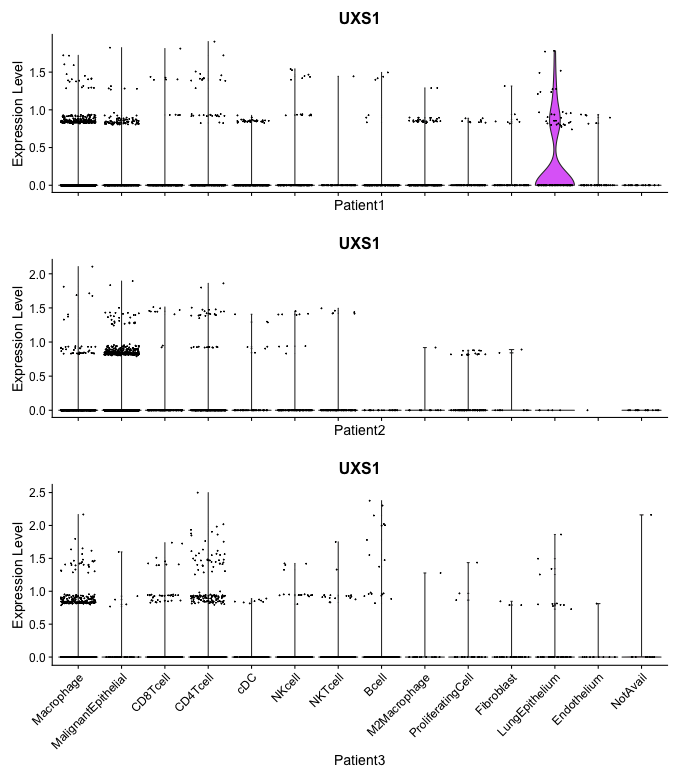 UXS1
Expression Level
1.5
1.0
0.5
0.0
Patient1
UXS1
Expression Level
2.0
1.5
1.0
0.5
0.0
Patient2
UXS1
Expression Level
2.5
2.0
1.5
1.0
0.5
0.0
Macrophage
MalignantEpithelial
CD8Tcell
CD4Tcell
cDC
NKcell
NKTcell
Bcell
M2Macrophage
ProliferatingCell
Fibroblast
LungEpithelium
Endothelium
NotAvail
Patient3